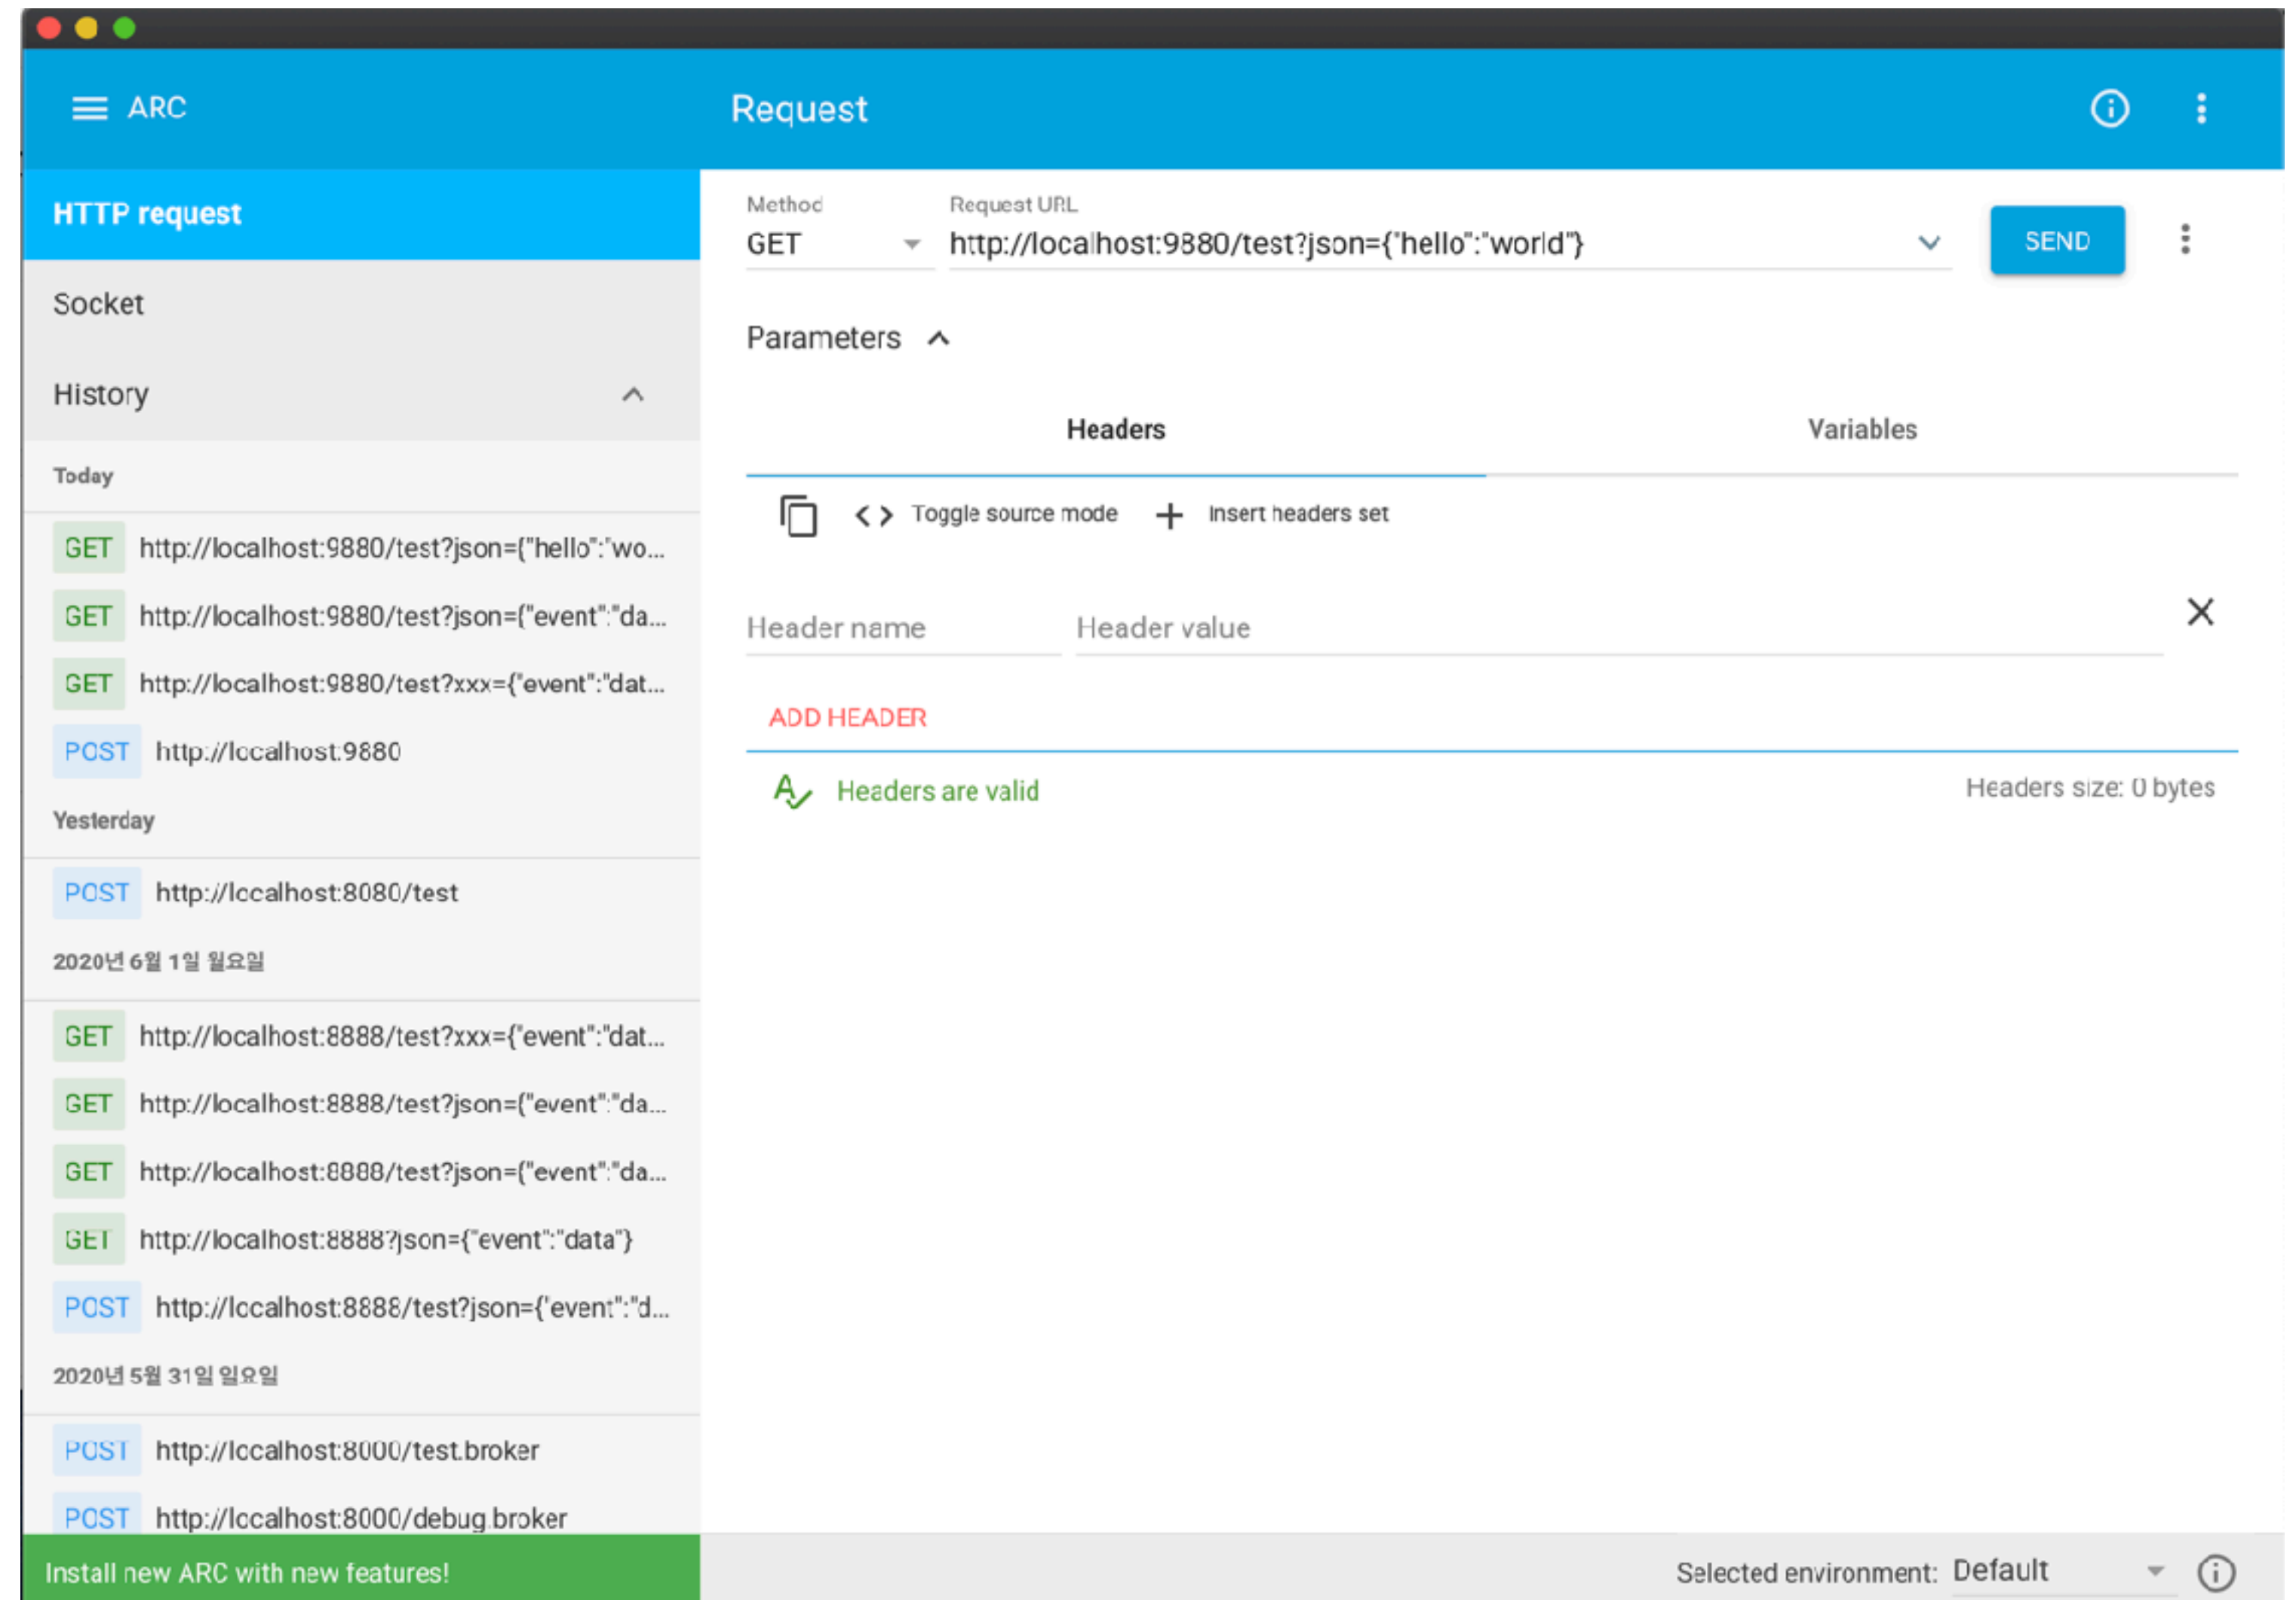 ARC
Request
HTTP request
Socket
History
Today
GET http://localhost:9880/test?json={"hello":"wo...
GET http://localhost:9880/test?json={"event":"da...
GET http://localhost:9880/test?xxx={"event":"dat...
POST http://localhost:9880
Yesterday
POST http://localhost:8080/test
2020년 6월 1일 월요일
GET http://localhost:8888/test?xxx={"event":"dat...
GET http://localhost:8888/test?json={"event":"da...
GET http://localhost:8888/test?json={"event":"da...
GET http://localhost:8888?json={"event":"data"}
POST http://localhost:8888/test?json={"event":"d...
2020년 5월 31일 일요일
POST http://localhost:8000/test.broker
POST http://localhost:8000/debug.broker
Install new ARC with new features!
Method
Request URL
GET
http://localhost:9880/test?json={"hello":"world"}
SEND
Parameters
Headers
Variables
Toggle source mode
Insert headers set
Header name
Header value
ADD HEADER
Headers are valid
Headers size: 0 bytes
Selected environment: Default